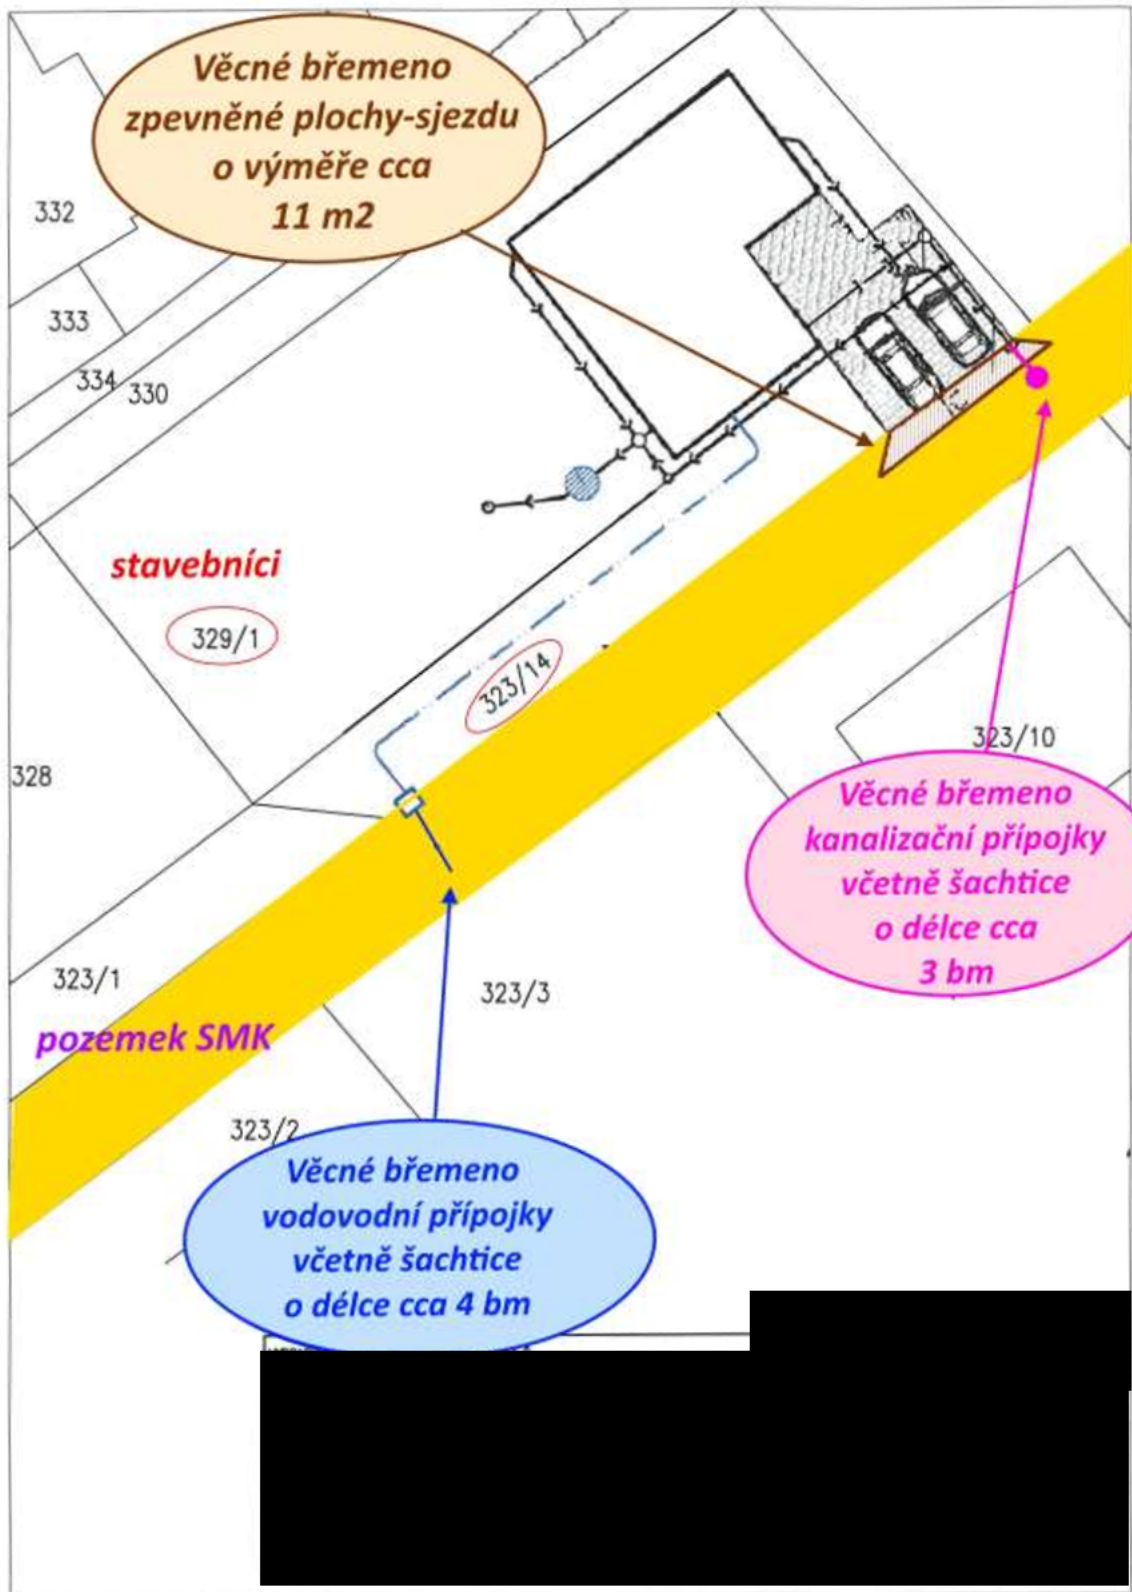 Věcné břemeno
zpevněné plochy-sjezdu
o výměře cca
11 m2
332
333
334
330
stavebníci
329/1
323/14
328
323/10
Věcné břemeno
kanalizační přípojky
včetně šachtice
o délce cca
3 bm
323/1
323/3
pozemek SMK
323/2
Věcné břemeno
vodovodní přípojky
včetně šachtice
o délce cca 4 bm